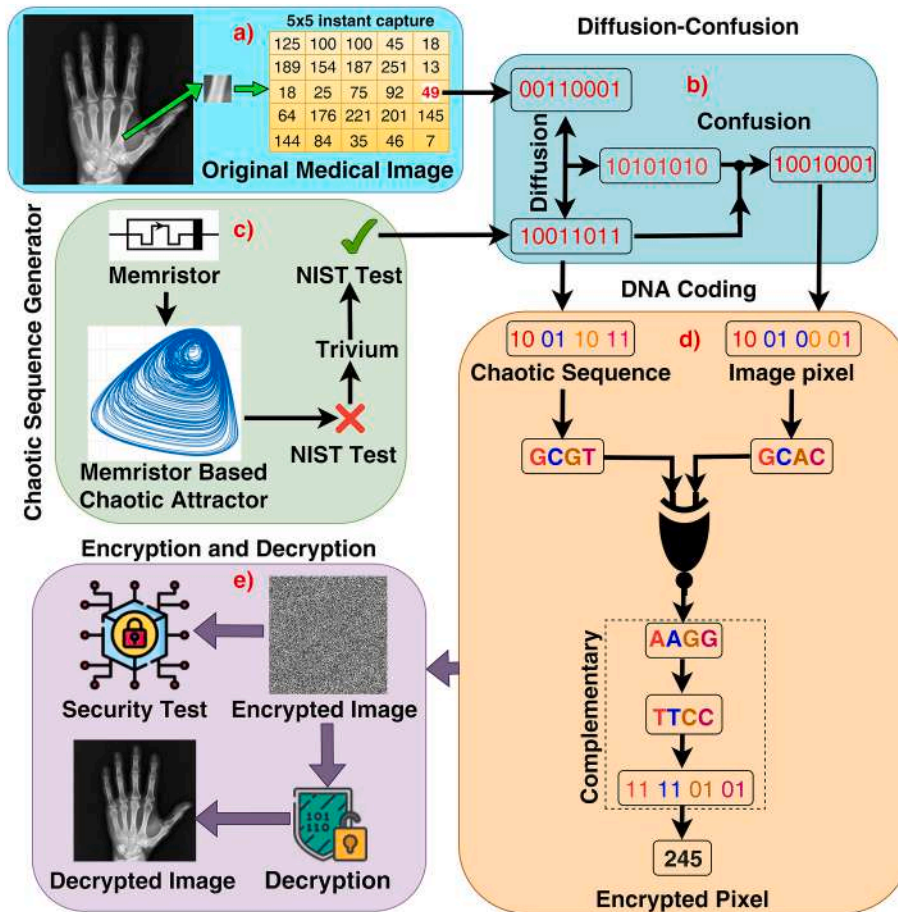 5x5 instant capture
a)
125 100 100 45 18
189 154 187 251 13
18 25 75 92 49
64 176 221 201 145
144 84 35 46 7
Original Medical Image
Diffusion-Confusion
b)
00110001
Diffusion
Confusion
10101010
10010001
10011011
Chaotic Sequence Generator
c)
Memristor
NIST Test
Trivium
NIST Test
Memristor Based
Chaotic Attractor
DNA Coding
d)
10 01 10 11
Chaotic Sequence
10 01 00 01
Image pixel
GCGT
GCAC
AAGG
TTCC
11 11 01 01
Complementary
245
Encrypted Pixel
Encryption and Decryption
e)
Security Test
Encrypted Image
101
110
Decrypted Image
Decryption